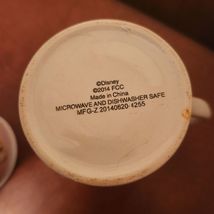 ©Disney
©2014 FCC
Made in China
MICROWAVE AND DISHWASHER SAFE
MFG-Z 20140620 4255